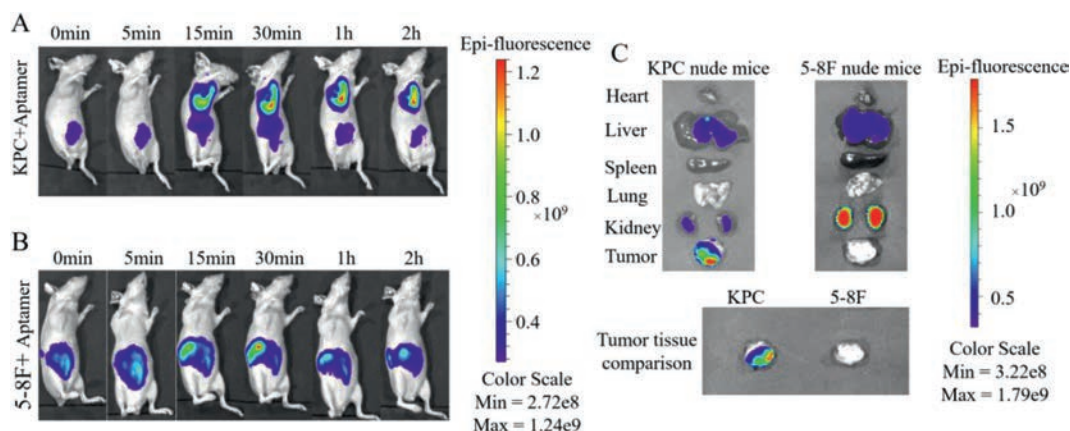 A
0min 5min 15min 30min 1h 2h
KPC+Aptamer
B
0min 5min 15min 30min 1h 2h
5-8F+ Aptamer
Epi-fluorescence
1.2
1.0
0.8
×10⁹
0.6
0.4
Color Scale
Min = 2.72e8
Max = 1.24e9
C
KPC nude mice 5-8F nude mice
Heart
Liver
Spleen
Lung
Kidney
Tumor
KPC 5-8F
Tumor tissue
comparison
Epi-fluorescence
1.5
1.0
×10⁹
0.5
Color Scale
Min = 3.22e8
Max = 1.79e9